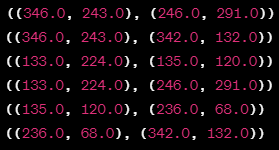 ((346.0, 243.0), (246.0, 291.0))
((346.0, 243.0), (342.0, 132.0))
((133.0, 224.0), (135.0, 120.0))
((133.0, 224.0), (246.0, 291.0))
((135.0, 120.0), (236.0, 68.0))
((236.0, 68.0), (342.0, 132.0))